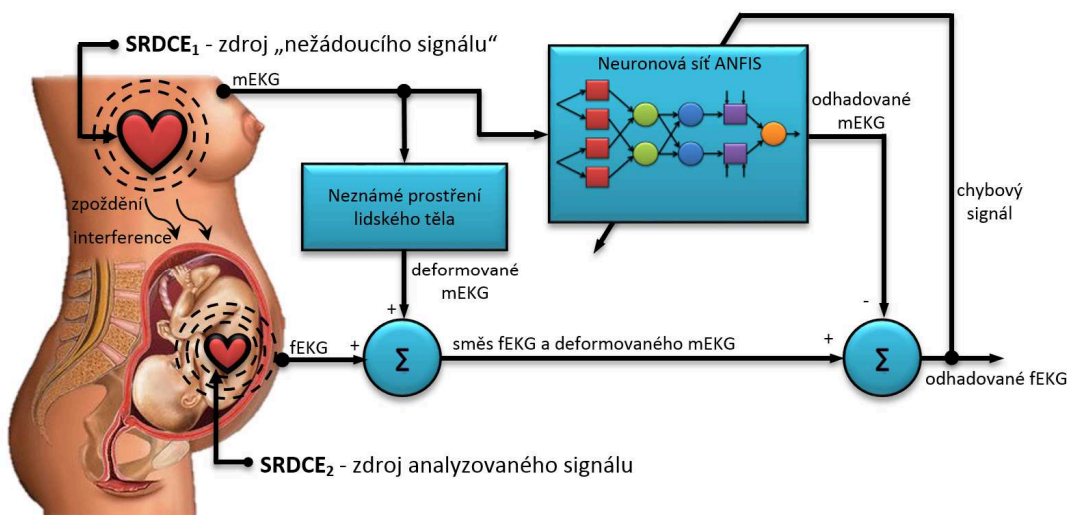 SRDCE1 - zdroj „nežádoucího signálu“
mEKG
Neuronová síť ANFIS
odhadované
mEKG
zpoždění
interference
Neznámé prostření
lidského těla
chybový
signál
deformované
mEKG
+
-
fEKG
+
Σ
směs fEKG a deformovaného mEKG
+
Σ
odhadované fEKG
SRDCE2 - zdroj analyzovaného signálu